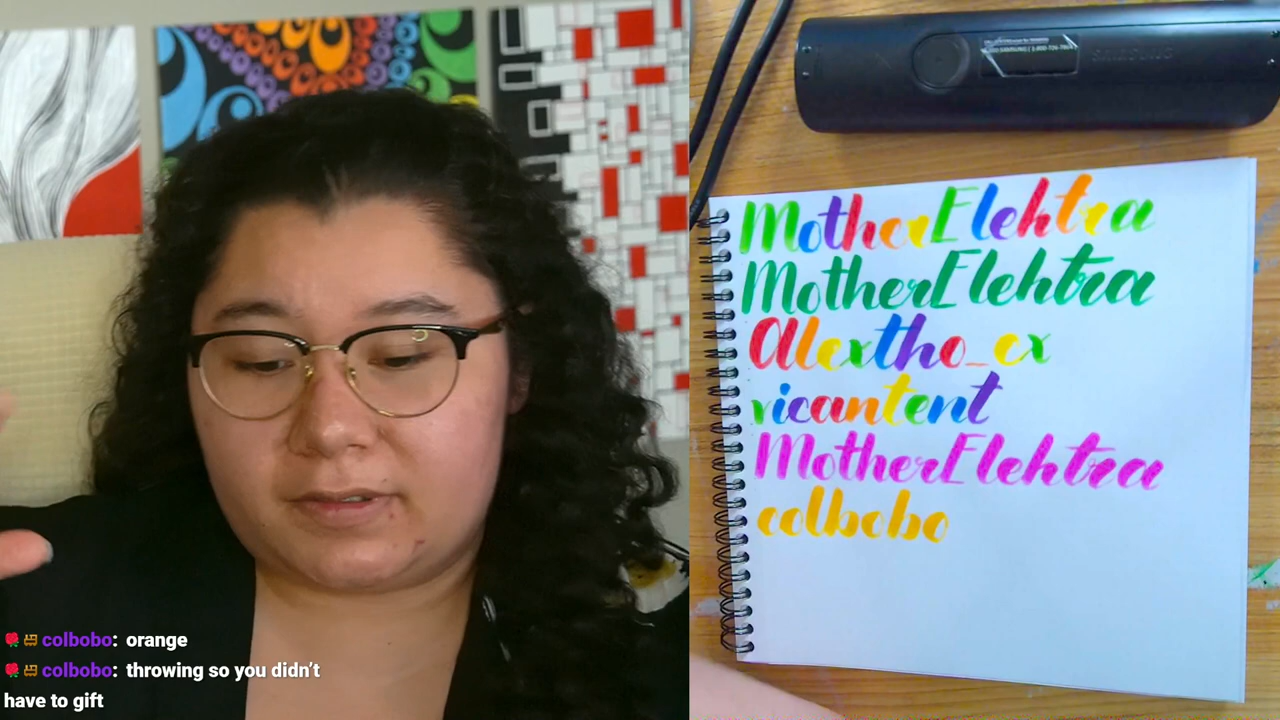 MotherElektra
MotherElektra
Alextho_ex
vicantent
MotherElektra
colbobo
SAMSUNG
colbobo: orange
colbobo: throwing so you didn't
have to gift